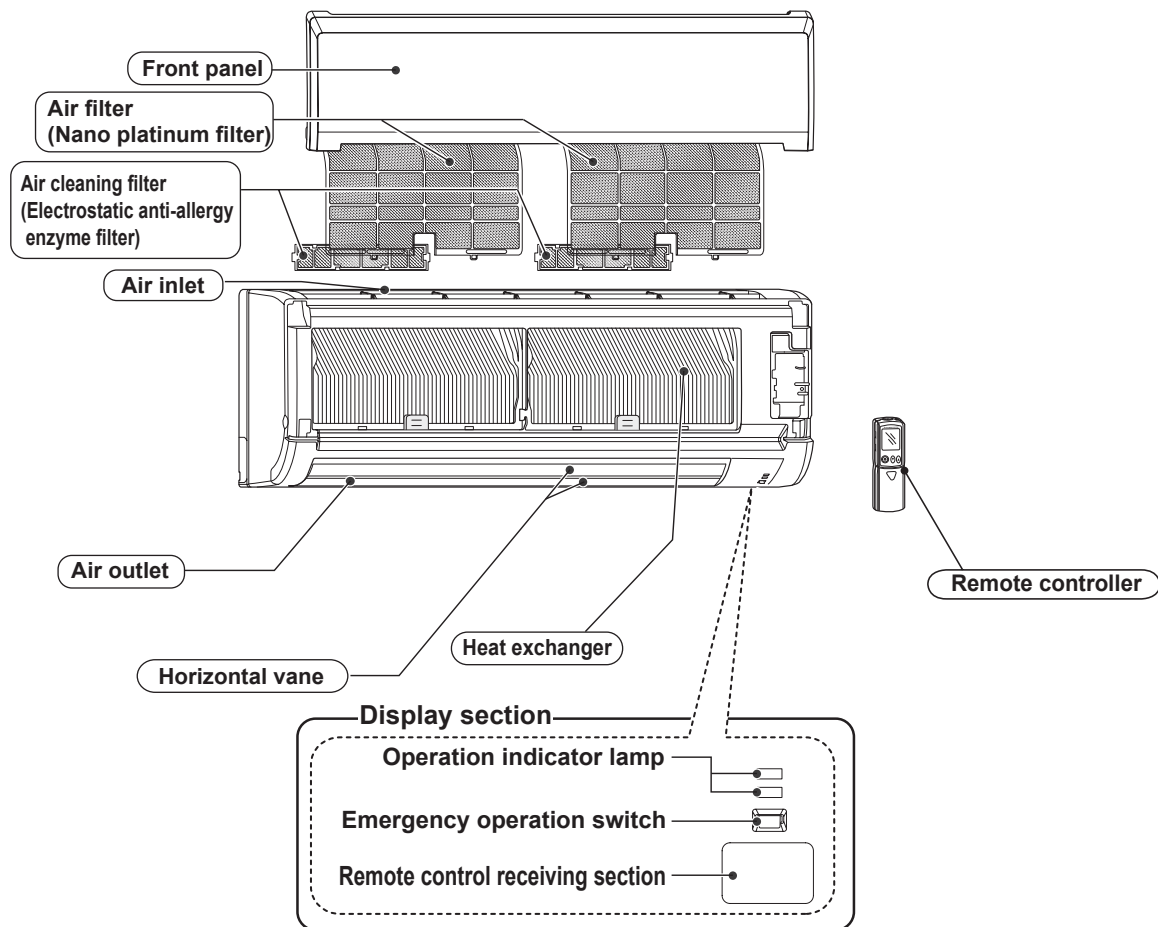 Front panel
Air filter
(Nano platinum filter)
Air cleaning filter
(Electrostatic anti-allergy
enzyme filter)
Air inlet
Air outlet
Remote controller
Heat exchanger
Horizontal vane
Display section
Operation indicator lamp
Emergency operation switch
Remote control receiving section